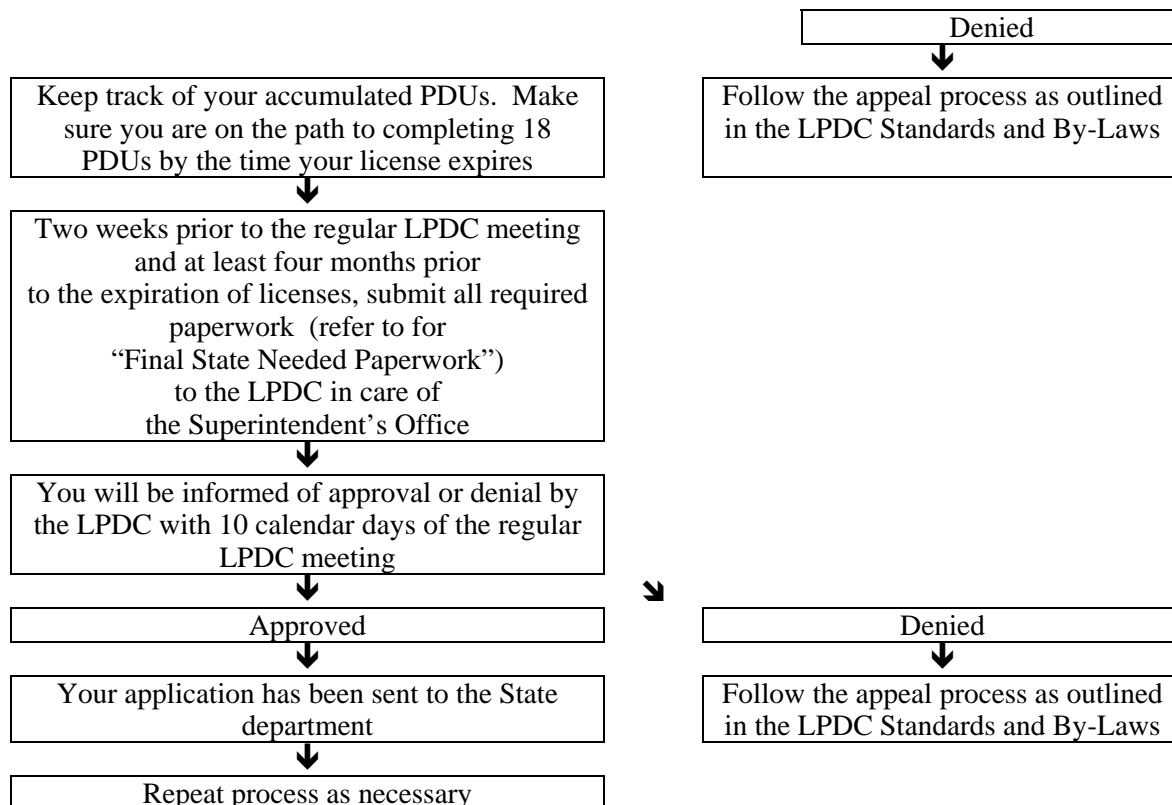 Denied
Keep track of your accumulated PDUs.  Make
sure you are on the path to completing 18
PDUs by the time your license expires
Follow the appeal process as outlined
in the LPDC Standards and By-Laws
Two weeks prior to the regular LPDC meeting
and at least four months prior
to the expiration of licenses, submit all required
paperwork  (refer to for
“Final State Needed Paperwork”)
to the LPDC in care of
the Superintendent’s Office
You will be informed of approval or denial by
the LPDC with 10 calendar days of the regular
LPDC meeting
Approved
Denied
Your application has been sent to the State
department
Follow the appeal process as outlined
in the LPDC Standards and By-Laws
Repeat process as necessary